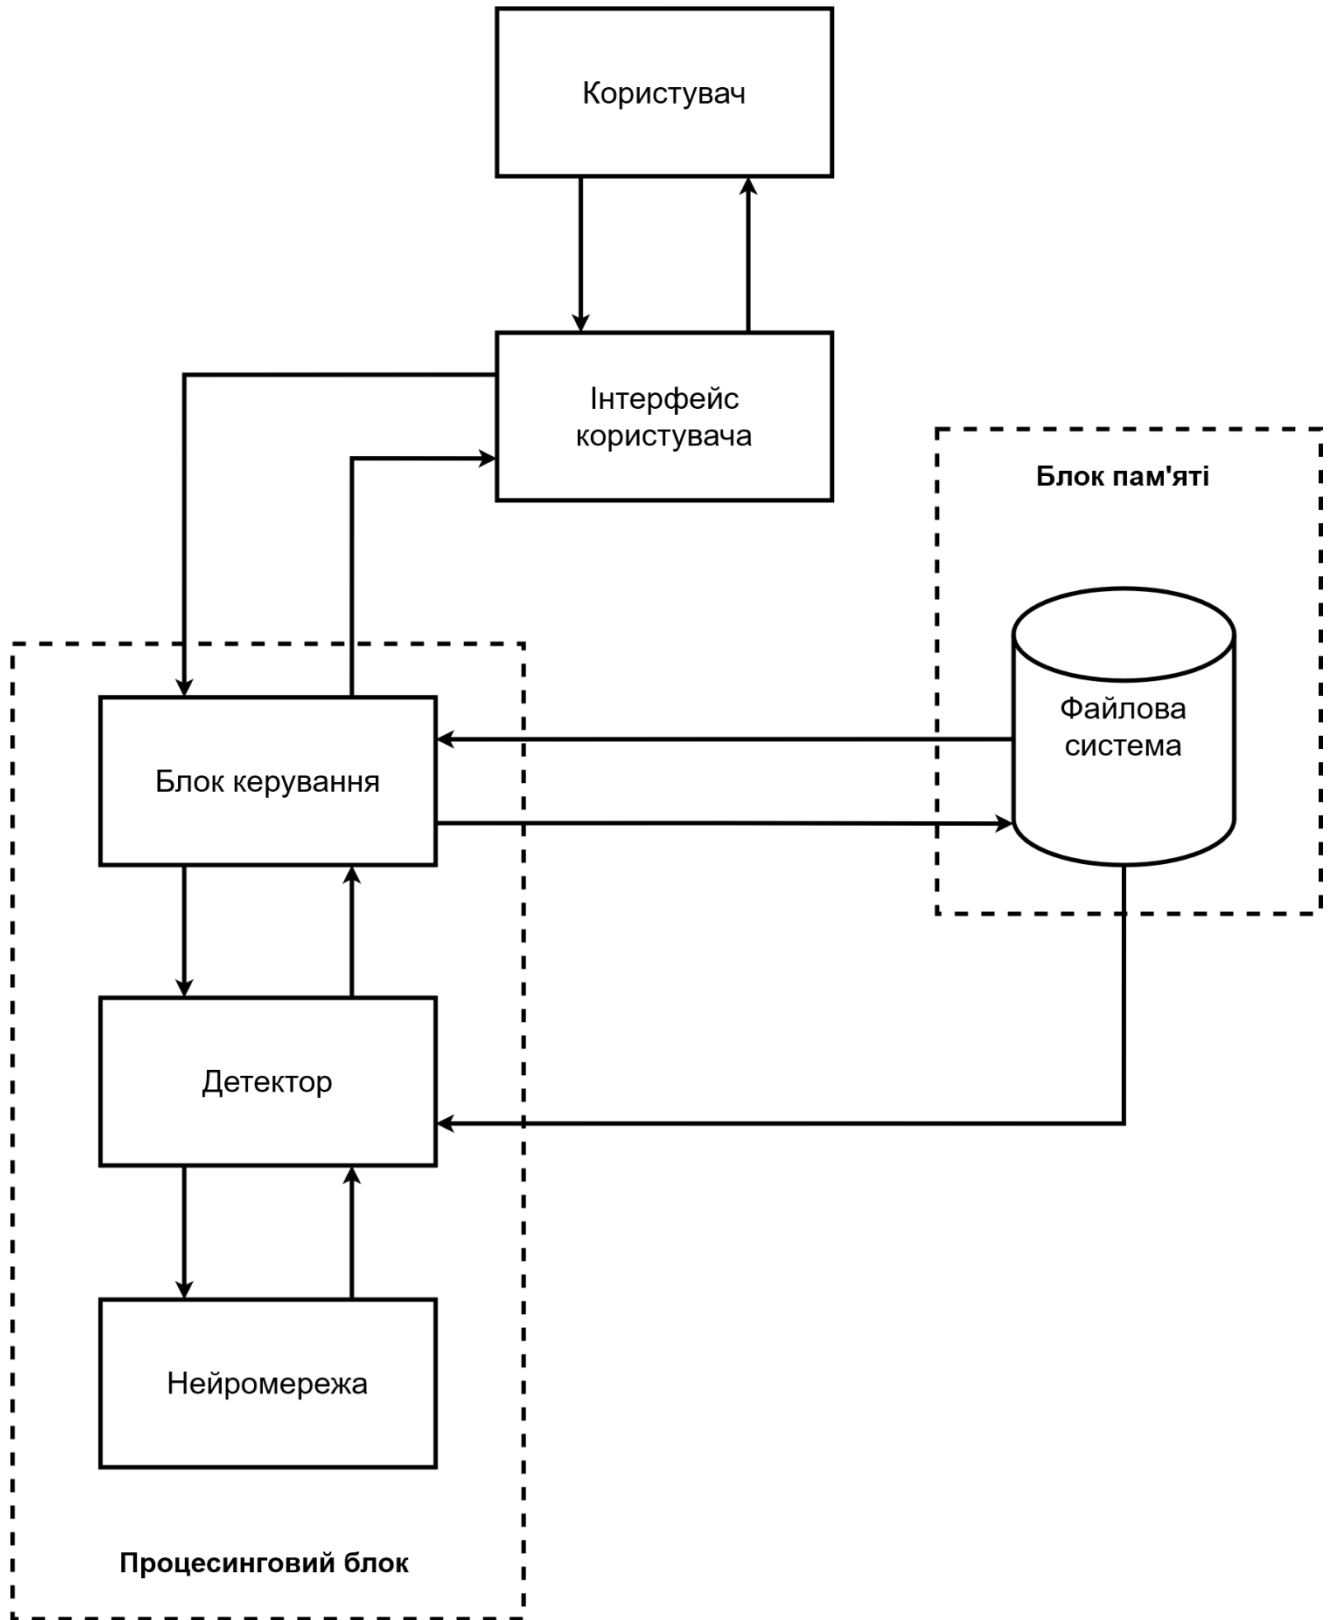 Користувач
Інтерфейс
користувача
Блок пам'яті
Файлова
система
Блок керування
Детектор
Нейромережа
Процесинговий блок